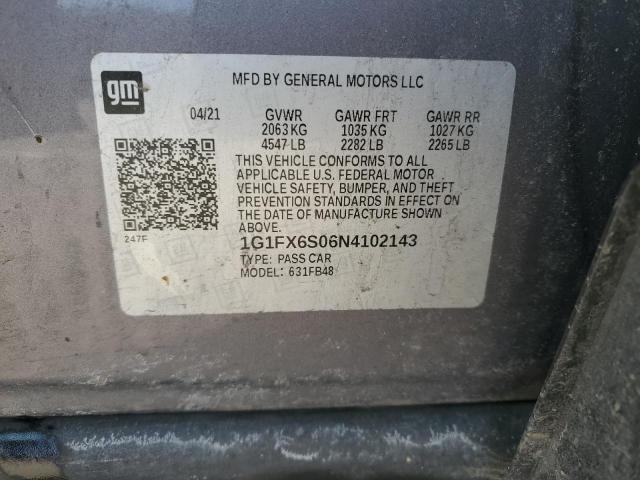 gm
MFD BY GENERAL MOTORS LLC
04/21 GVWR GAWR FRT GAWR RR
2063 KG 1035 KG 1027 KG
4547 LB 2282 LB 2265 LB
THIS VEHICLE CONFORMS TO ALL
APPLICABLE U.S. FEDERAL MOTOR
VEHICLE SAFETY, BUMPER, AND THEFT
PREVENTION STANDARDS IN EFFECT
ON THE DATE OF MANUFACTURE SHOWN
ABOVE.
247F
1G1FX6S06N4102143
TYPE: PASS CAR
MODEL: 631FB48